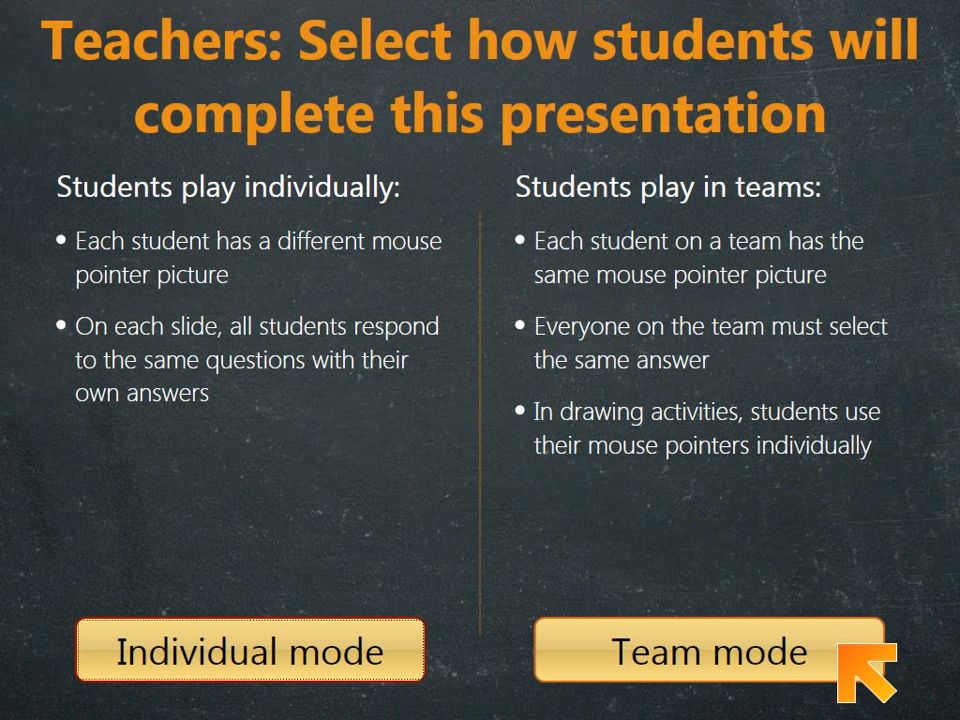 Teachers: Select how students will
complete this presentation
Students play individually:
• Each student has a different mouse
pointer picture
• On each slide, all students respond
to the same questions with their
own answers
Students play in teams:
• Each student on a team has the
same mouse pointer picture
• Everyone on the team must select
the same answer
• In drawing activities, students use
their mouse pointers individually
Individual mode
Team mode